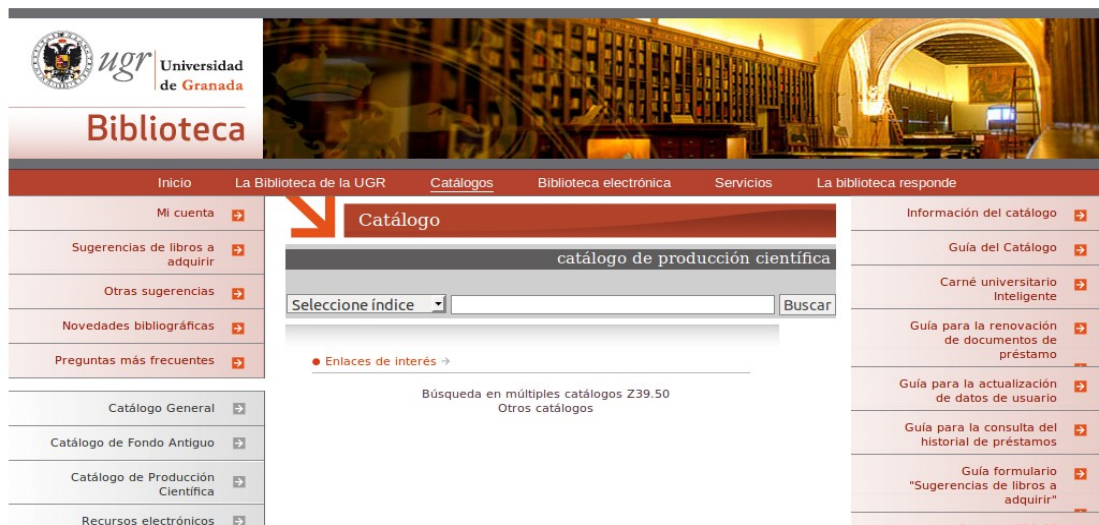 ugr
Universidad
de Granada
Biblioteca
Inicio La Biblioteca de la UGR Catálogos Biblioteca electrónica Servicios La biblioteca responde
Mi cuenta
Sugerencias de libros a
adquirir
Otras sugerencias
Novedades bibliográficas
Preguntas más frecuentes
Catálogo General
Catálogo de Fondo Antiguo
Catálogo de Producción
Científica
Recursos electrónicos
Catálogo
catálogo de producción científica
Seleccione índice Buscar
Enlaces de interés
Búsqueda en múltiples catálogos Z39.50
Otros catálogos
Información del catálogo
Guía del Catálogo
Carné universitario
Inteligente
Guía para la renovación
de documentos de
préstamo
Guía para la actualización
de datos de usuario
Guía para la consulta del
historial de préstamos
Guía formulario
"Sugerencias de libros a
adquirir"